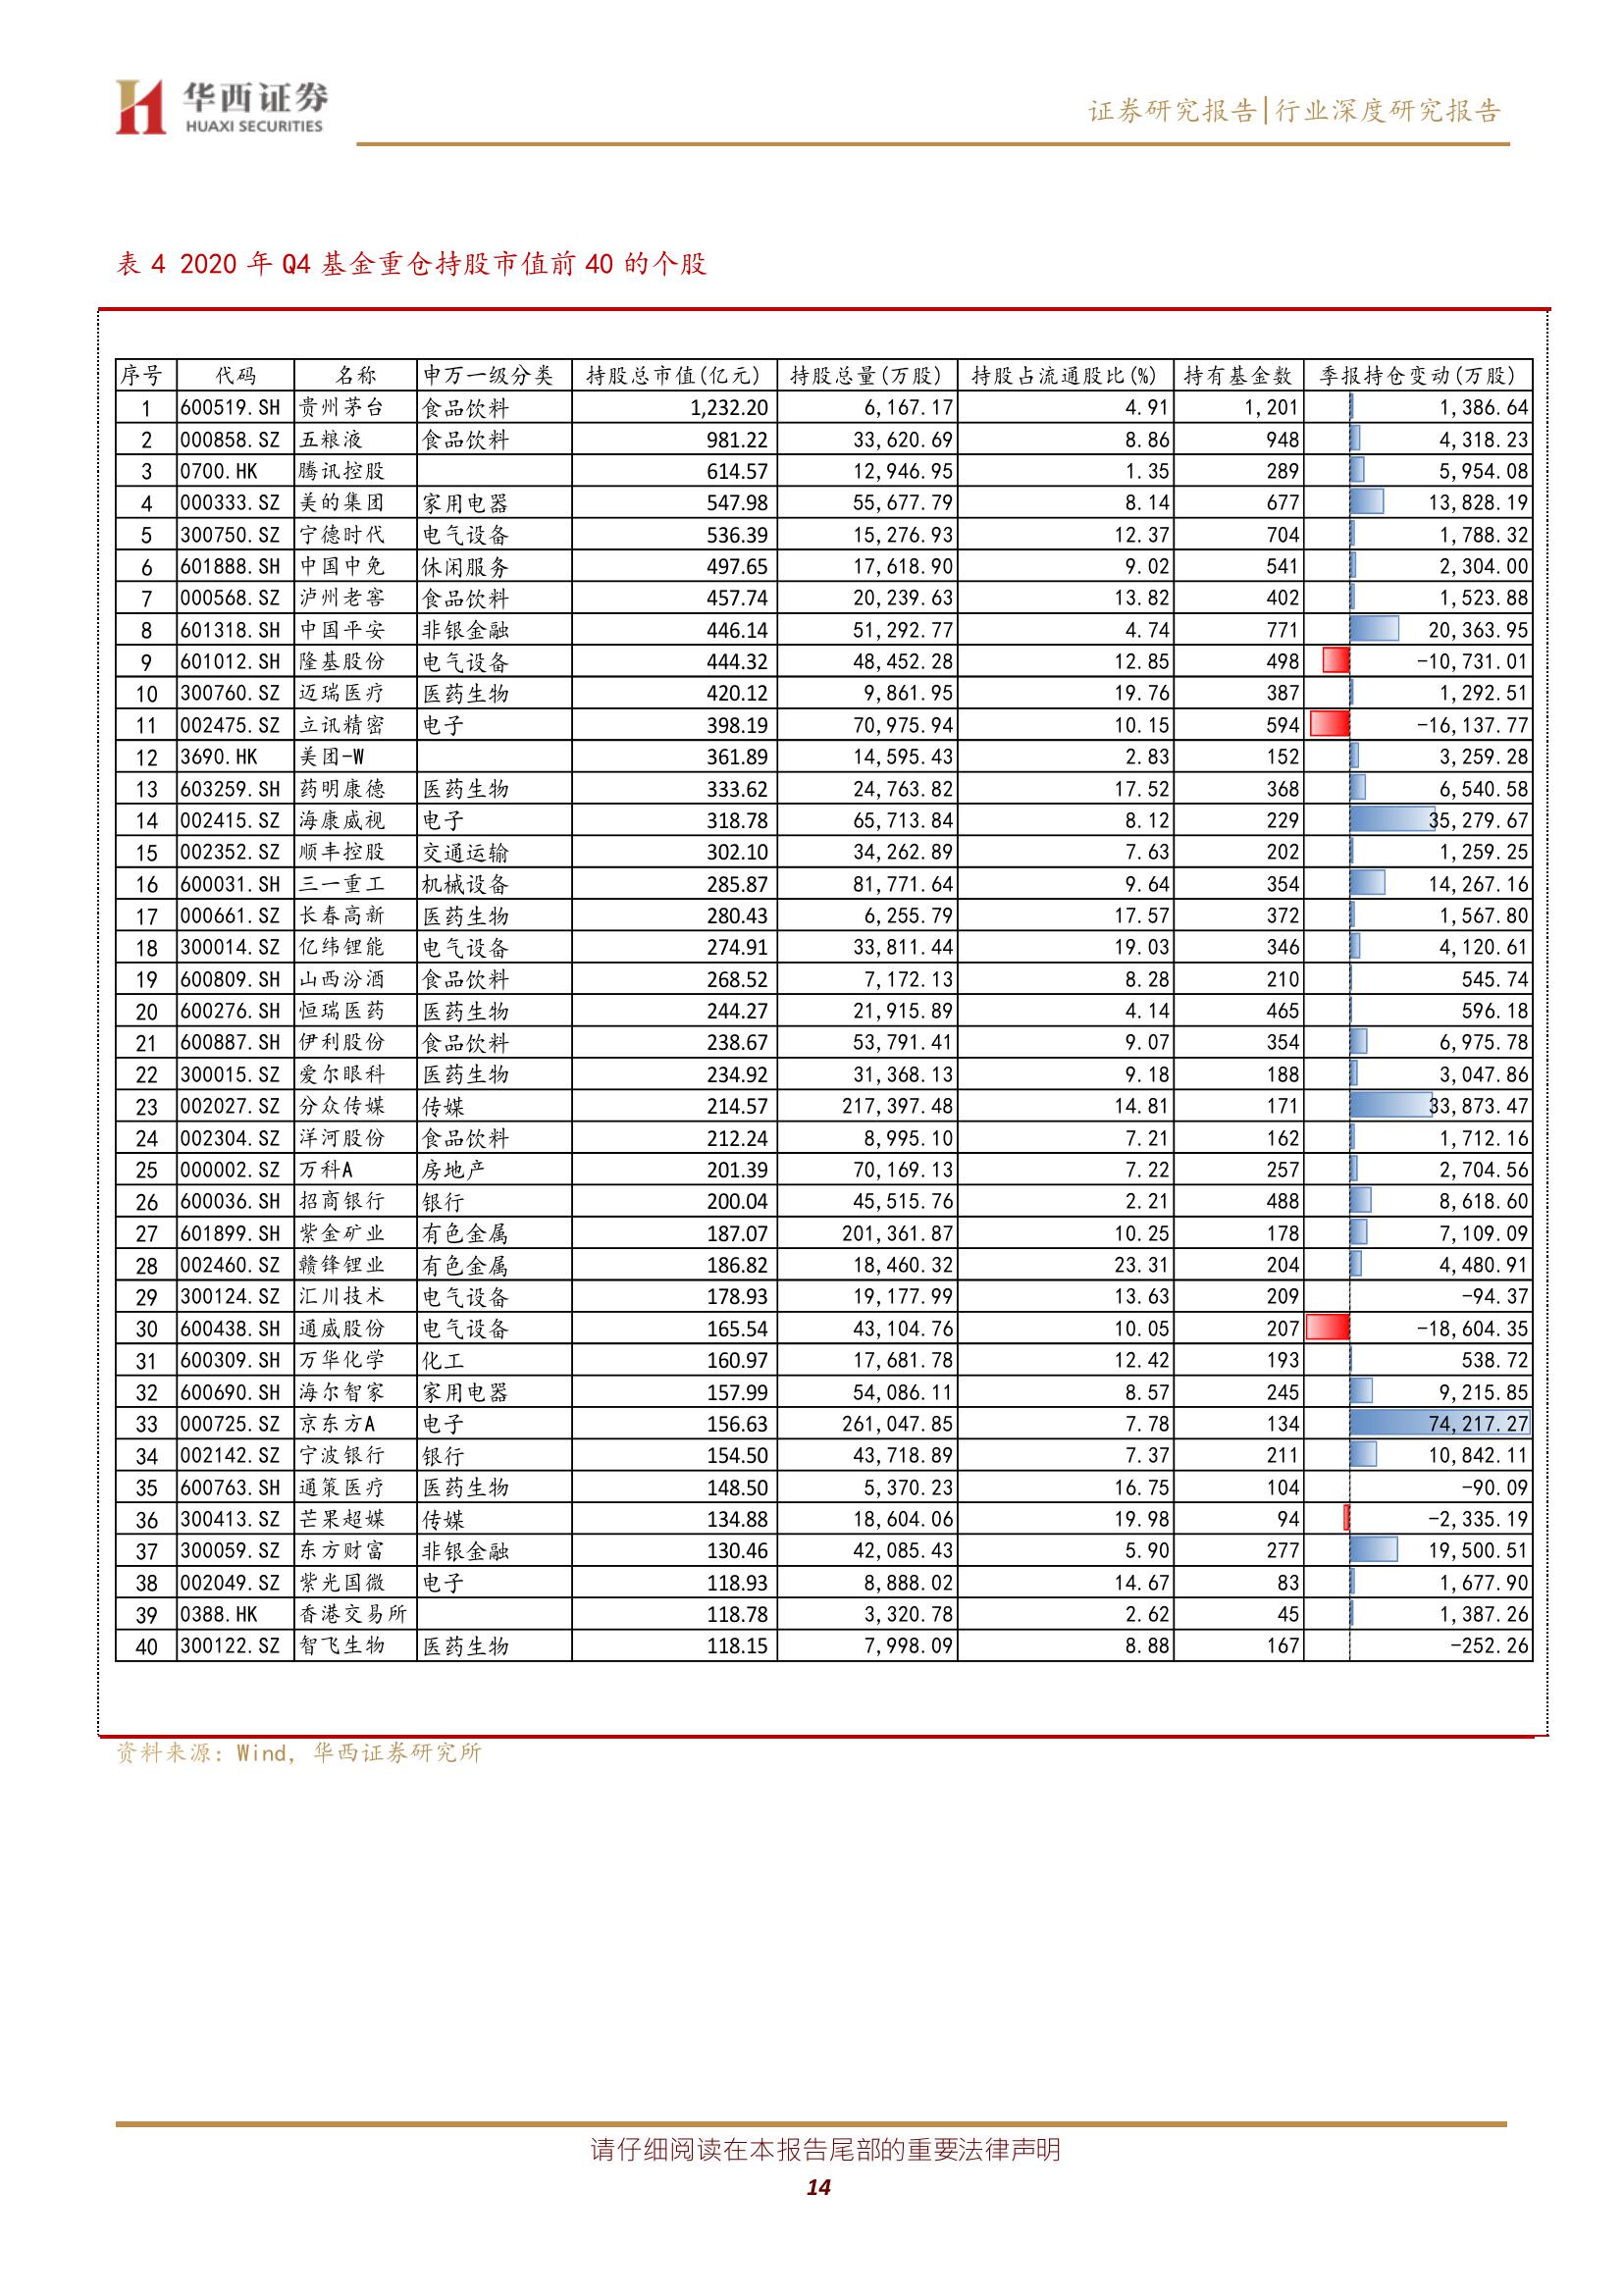 华西证券
HUAXI SECURITIES
证券研究报告|行业深度研究报告
表 4 2020 年 Q4 基金重仓持股市值前 40 的个股
序号 代码 名称 申万一级分类 持股总市值(亿元) 持股总量(万股) 持股占流通股比(%) 持有基金数 季报持仓变动(万股)
1 600519.SH 贵州茅台 食品饮料 1,232.20 6,167.17 4.91 1,201 1,386.64
2 000858.SZ 五粮液 食品饮料 981.22 33,620.69 8.86 948 4,318.23
3 0700.HK 腾讯控股 614.57 12,946.95 1.35 289 5,954.08
4 000333.SZ 美的集团 家用电器 547.98 55,677.79 8.14 677 13,828.19
5 300750.SZ 宁德时代 电气设备 536.39 15,276.93 12.37 704 1,788.32
6 601888.SH 中国中免 休闲服务 497.65 17,618.90 9.02 541 2,304.00
7 000568.SZ 泸州老窖 食品饮料 457.74 20,239.63 13.82 402 1,523.88
8 601318.SH 中国平安 非银金融 446.14 51,292.77 4.74 771 20,363.95
9 601012.SH 隆基股份 电气设备 444.32 48,452.28 12.85 498 -10,731.01
10 300760.SZ 迈瑞医疗 医药生物 420.12 9,861.95 19.76 387 1,292.51
11 002475.SZ 立讯精密 电子 398.19 70,975.94 10.15 594 -16,137.77
12 3690.HK 美团-W 361.89 14,595.43 2.83 152 3,259.28
13 603259.SH 药明康德 医药生物 333.62 24,763.82 17.52 368 6,540.58
14 002415.SZ 海康威视 电子 318.78 65,713.84 8.12 229 35,279.67
15 002352.SZ 顺丰控股 交通运输 302.10 34,262.89 7.63 202 1,259.25
16 600031.SH 三一重工 机械设备 285.87 81,771.64 9.64 354 14,267.16
17 000661.SZ 长春高新 医药生物 280.43 6,255.79 17.57 372 1,567.80
18 300014.SZ 亿纬锂能 电气设备 274.91 33,811.44 19.03 346 4,120.61
19 600809.SH 山西汾酒 食品饮料 268.52 7,172.13 8.28 210 545.74
20 600276.SH 恒瑞医药 医药生物 244.27 21,915.89 4.14 465 596.18
21 600887.SH 伊利股份 食品饮料 238.67 53,791.41 9.07 354 6,975.78
22 300015.SZ 爱尔眼科 医药生物 234.92 31,368.13 9.18 188 3,047.86
23 002027.SZ 分众传媒 传媒 214.57 217,397.48 14.81 171 33,873.47
24 002304.SZ 洋河股份 食品饮料 212.24 8,995.10 7.21 162 1,712.16
25 000002.SZ 万科A 房地产 201.39 70,169.13 7.22 257 2,704.56
26 600036.SH 招商银行 银行 200.04 45,515.76 2.21 488 8,618.60
27 601899.SH 紫金矿业 有色金属 187.07 201,361.87 10.25 178 7,109.09
28 002460.SZ 赣锋锂业 有色金属 186.82 18,460.32 23.31 204 4,480.91
29 300124.SZ 汇川技术 电气设备 178.93 19,177.99 13.63 209 -94.37
30 600438.SH 通威股份 电气设备 165.54 43,104.76 10.05 207 -18,604.35
31 600309.SH 万华化学 化工 160.97 17,681.78 12.42 193 538.72
32 600690.SH 海尔智家 家用电器 157.99 54,086.11 8.57 245 9,215.85
33 000725.SZ 京东方A 电子 156.63 261,047.85 7.78 134 74,217.27
34 002142.SZ 宁波银行 银行 154.50 43,718.89 7.37 211 10,842.11
35 600763.SH 通策医疗 医药生物 148.50 5,370.23 16.75 104 -90.09
36 300413.SZ 芒果超媒 传媒 134.88 18,604.06 19.98 94 -2,335.19
37 300059.SZ 东方财富 非银金融 130.46 42,085.43 5.90 277 19,500.51
38 002049.SZ 紫光国微 电子 118.93 8,888.02 14.67 83 1,677.90
39 0388.HK 香港交易所 118.78 3,320.78 2.62 45 1,387.26
40 300122.SZ 智飞生物 医药生物 118.15 7,998.09 8.88 167 -252.26
资料来源：Wind，华西证券研究所
请仔细阅读在本报告尾部的重要法律声明
14